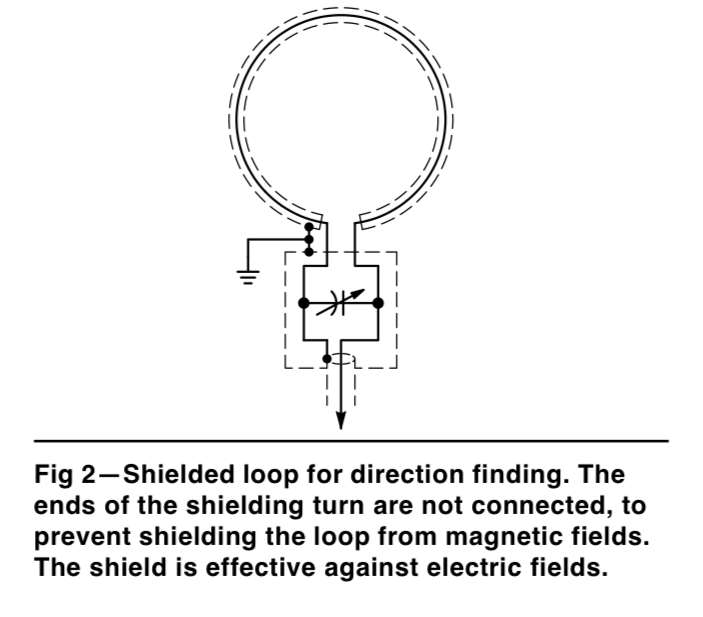 Fig 2—Shielded loop for direction finding. The
ends of the shielding turn are not connected, to
prevent shielding the loop from magnetic fields.
The shield is effective against electric fields.